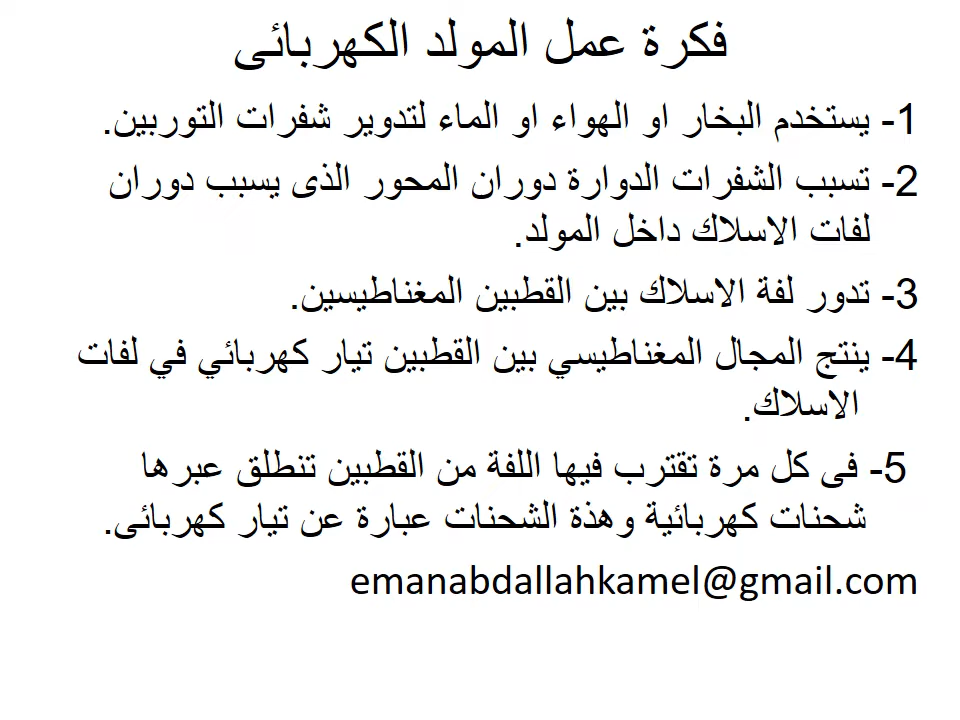 فكرة عمل المولد الكهربائى
1- يستخدم البخار او الهواء او الماء لتدوير شفرات التوربين.
2- تسبب الشفرات الدوارة دوران المحور الذى يسبب دوران
لفات الاسلاك داخل المولد.
3- تدور لفة الاسلاك بين القطبين المغناطيسين.
4- ينتج المجال المغناطيسي بين القطبين تيار كهربائي في لفات
الاسلاك.
5- فى كل مرة تقترب فيها اللفة من القطبين تنطلق عبرها
شحنات كهربائية وهذة الشحنات عبارة عن تيار كهربائى.
emanabdallahkamel@gmail.com